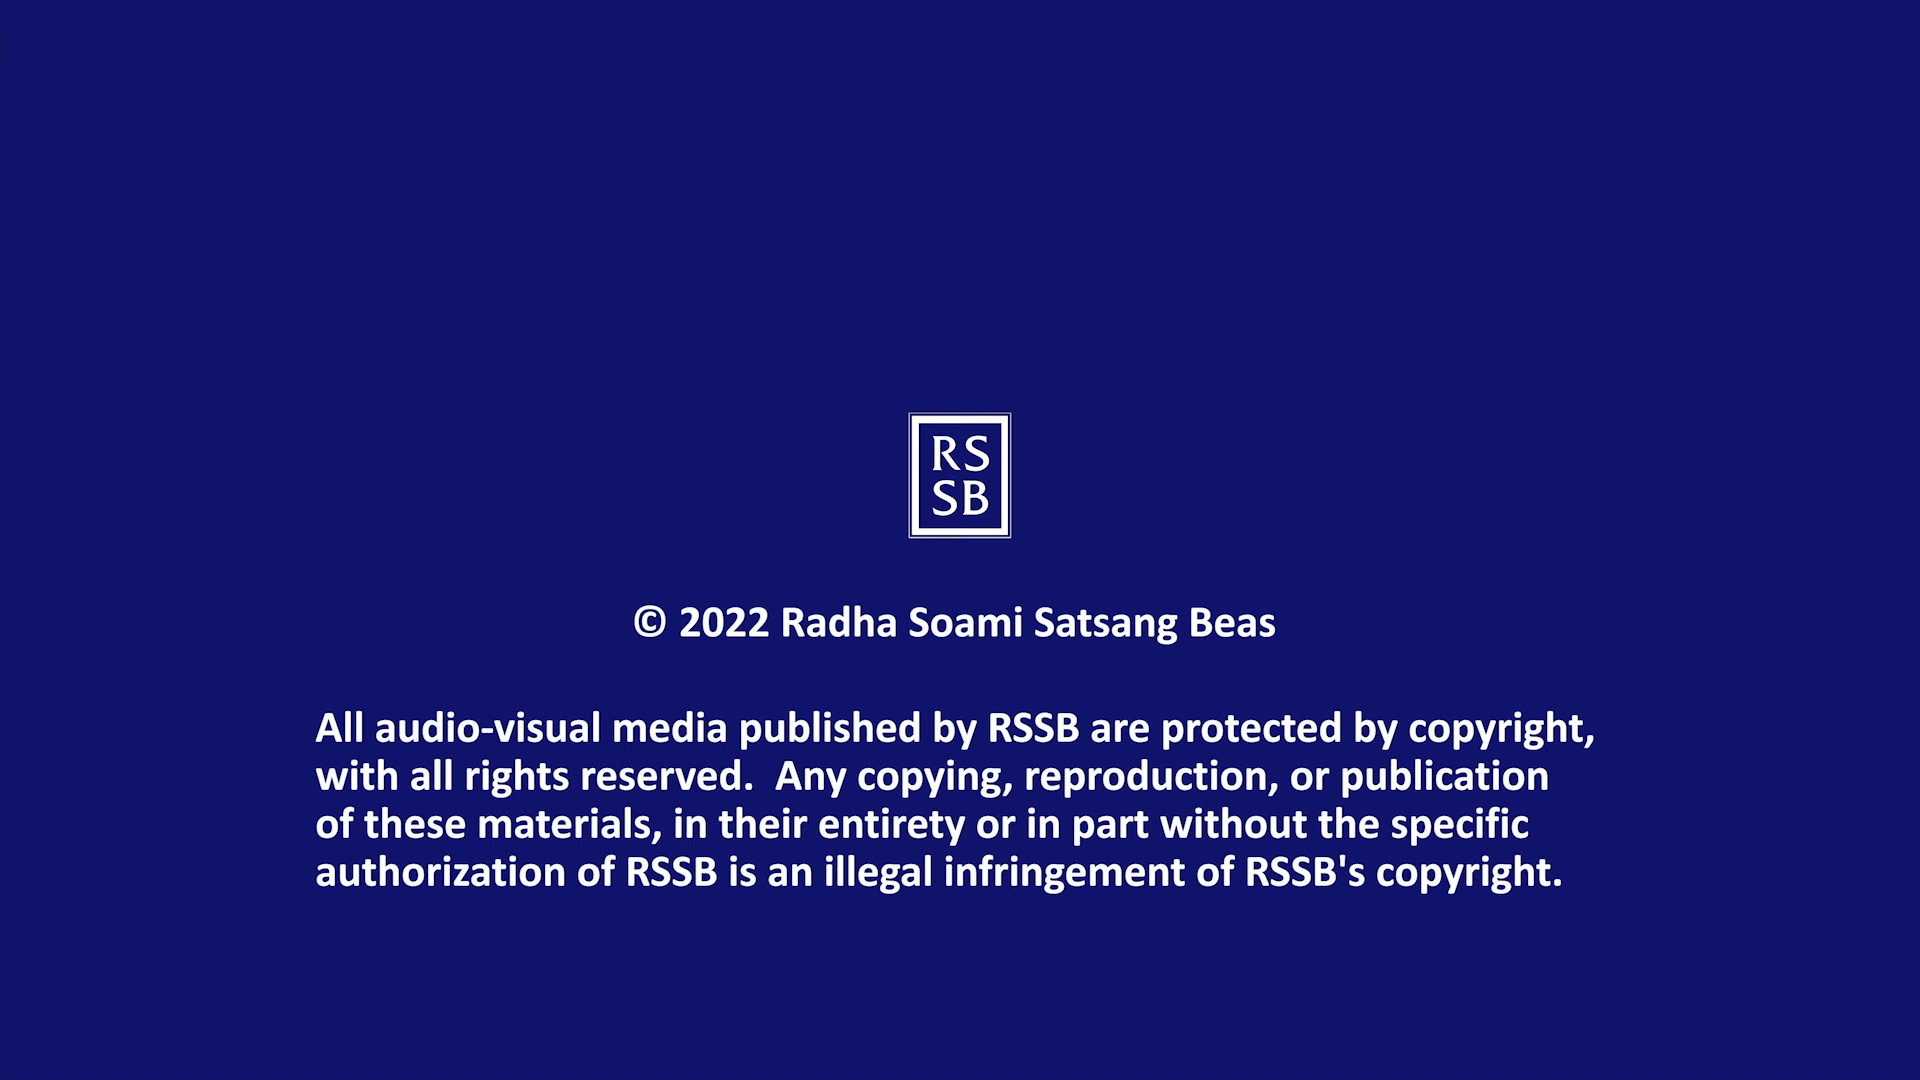 RS
SB
© 2022 Radha Soami Satsang Beas
All audio-visual media published by RSSB are protected by copyright,
with all rights reserved.  Any copying, reproduction, or publication
of these materials, in their entirety or in part without the specific
authorization of RSSB is an illegal infringement of RSSB's copyright.